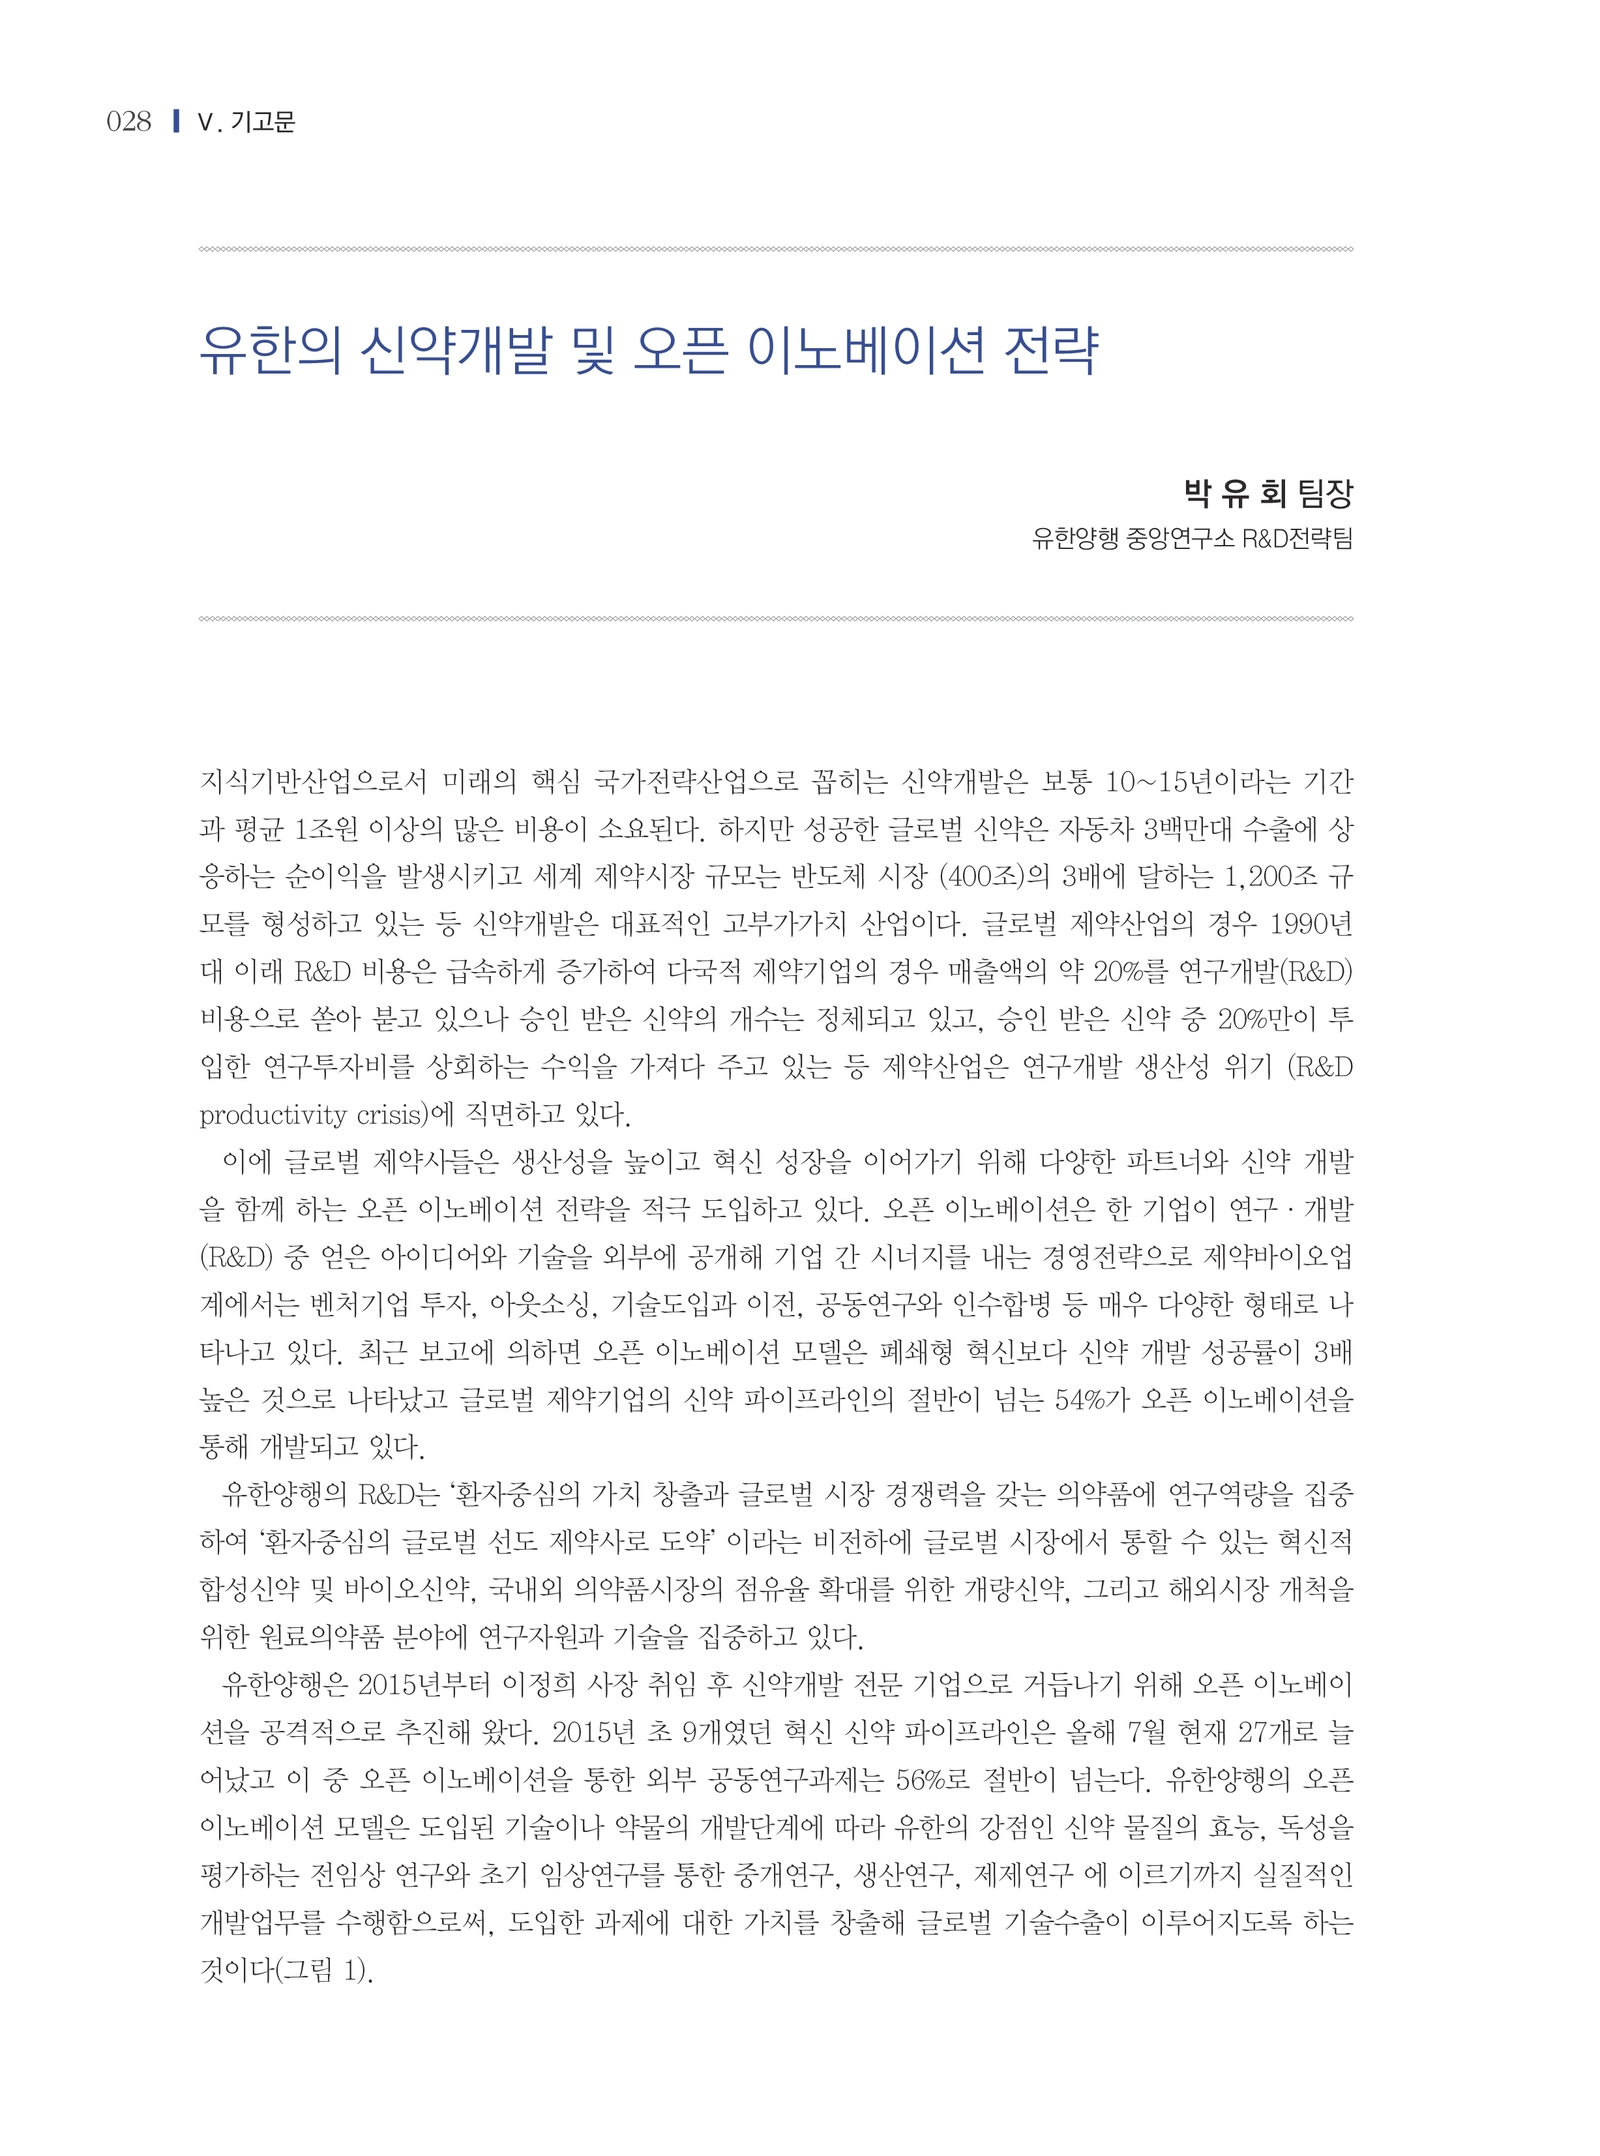 028 V. 기고문
유한의 신약개발 및 오픈 이노베이션 전략
박 유 회 팀장
유한양행 중앙연구소 R&D전략팀
지식기반산업으로서 미래의 핵심 국가전략산업으로 꼽히는 신약개발은 보통 10~15년이라는 기간
과 평균 1조원 이상의 많은 비용이 소요된다. 하지만 성공한 글로벌 신약은 자동차 3백만대 수출에 상
응하는 순이익을 발생시키고 세계 제약시장 규모는 반도체 시장 (400조)의 3배에 달하는 1,200조 규
모를 형성하고 있는 등 신약개발은 대표적인 고부가가치 산업이다. 글로벌 제약산업의 경우 1990년
대 이래 R&D 비용은 급속하게 증가하여 다국적 제약기업의 경우 매출액의 약 20%를 연구개발(R&D)
비용으로 쏟아 붇고 있으나 승인 받은 신약의 개수는 정체되고 있고, 승인 받은 신약 중 20%만이 투
입한 연구투자비를 상회하는 수익을 가져다 주고 있는 등 제약산업은 연구개발 생산성 위기 (R&D
productivity crisis)에 직면하고 있다.
이에 글로벌 제약사들은 생산성을 높이고 혁신 성장을 이어가기 위해 다양한 파트너와 신약 개발
을 함께 하는 오픈 이노베이션 전략을 적극 도입하고 있다. 오픈 이노베이션은 한 기업이 연구 · 개발
(R&D) 중 얻은 아이디어와 기술을 외부에 공개해 기업 간 시너지를 내는 경영전략으로 제약바이오업
계에서는 벤처기업 투자, 아웃소싱, 기술도입과 이전, 공동연구와 인수합병 등 매우 다양한 형태로 나
타나고 있다. 최근 보고에 의하면 오픈 이노베이션 모델은 폐쇄형 혁신보다 신약 개발 성공률이 3배
높은 것으로 나타났고 글로벌 제약기업의 신약 파이프라인의 절반이 넘는 54%가 오픈 이노베이션을
통해 개발되고 있다.
유한양행의 R&D는 ‘환자중심의 가치 창출과 글로벌 시장 경쟁력을 갖는 의약품에 연구역량을 집중
하여 ‘환자중심의 글로벌 선도 제약사로 도약’ 이라는 비전하에 글로벌 시장에서 통할 수 있는 혁신적
합성신약 및 바이오신약, 국내외 의약품시장의 점유율 확대를 위한 개량신약, 그리고 해외시장 개척을
위한 원료의약품 분야에 연구자원과 기술을 집중하고 있다.
유한양행은 2015년부터 이정희 사장 취임 후 신약개발 전문 기업으로 거듭나기 위해 오픈 이노베이
션을 공격적으로 추진해 왔다. 2015년 초 9개였던 혁신 신약 파이프라인은 올해 7월 현재 27개로 늘
어났고 이 중 오픈 이노베이션을 통한 외부 공동연구과제는 56%로 절반이 넘는다. 유한양행의 오픈
이노베이션 모델은 도입된 기술이나 약물의 개발단계에 따라 유한의 강점인 신약 물질의 효능, 독성을
평가하는 전임상 연구와 초기 임상연구를 통한 중개연구, 생산연구, 제제연구 에 이르기까지 실질적인
개발업무를 수행함으로써, 도입한 과제에 대한 가치를 창출해 글로벌 기술수출이 이루어지도록 하는
것이다(그림 1).